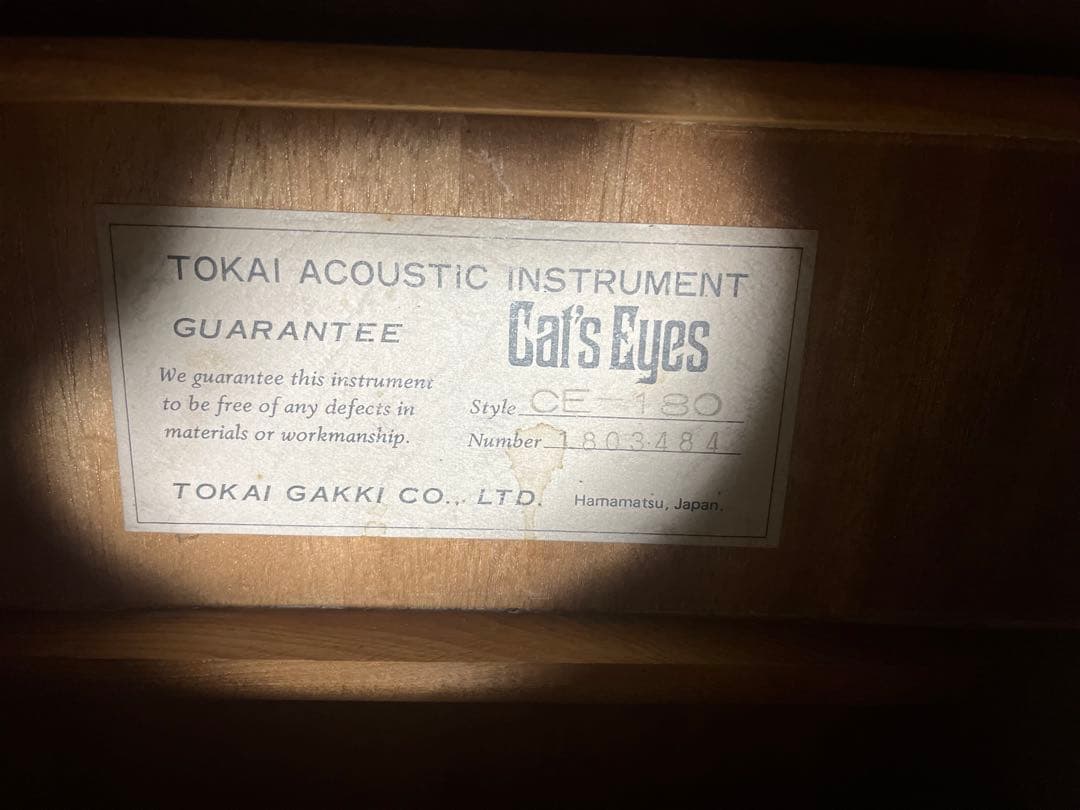 TOKAI ACOUSTIC INSTRUMENT
GUARANTEE
Cat's Eyes
We guarantee this instrument
to be free of any defects in
materials or workmanship.
Style CE-180
Number 1803484
TOKAI GAKKI CO., LTD. Hamamatsu, Japan.